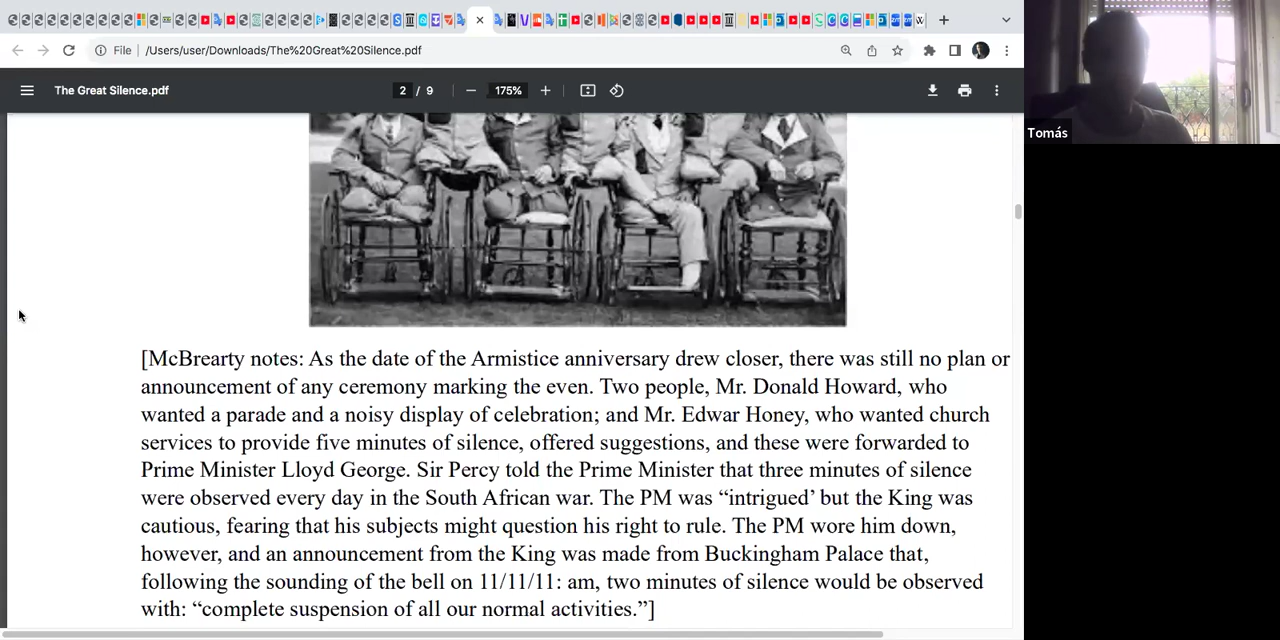 File
/Users/user/Downloads/The%20Great%20Silence.pdf
The Great Silence.pdf
2 / 9
175%
Tomás
[McBrearty notes: As the date of the Armistice anniversary drew closer, there was still no plan or
announcement of any ceremony marking the even. Two people, Mr. Donald Howard, who
wanted a parade and a noisy display of celebration; and Mr. Edwar Honey, who wanted church
services to provide five minutes of silence, offered suggestions, and these were forwarded to
Prime Minister Lloyd George. Sir Percy told the Prime Minister that three minutes of silence
were observed every day in the South African war. The PM was “intrigued’ but the King was
cautious, fearing that his subjects might question his right to rule. The PM wore him down,
however, and an announcement from the King was made from Buckingham Palace that,
following the sounding of the bell on 11/11/11: am, two minutes of silence would be observed
with: “complete suspension of all our normal activities.”]